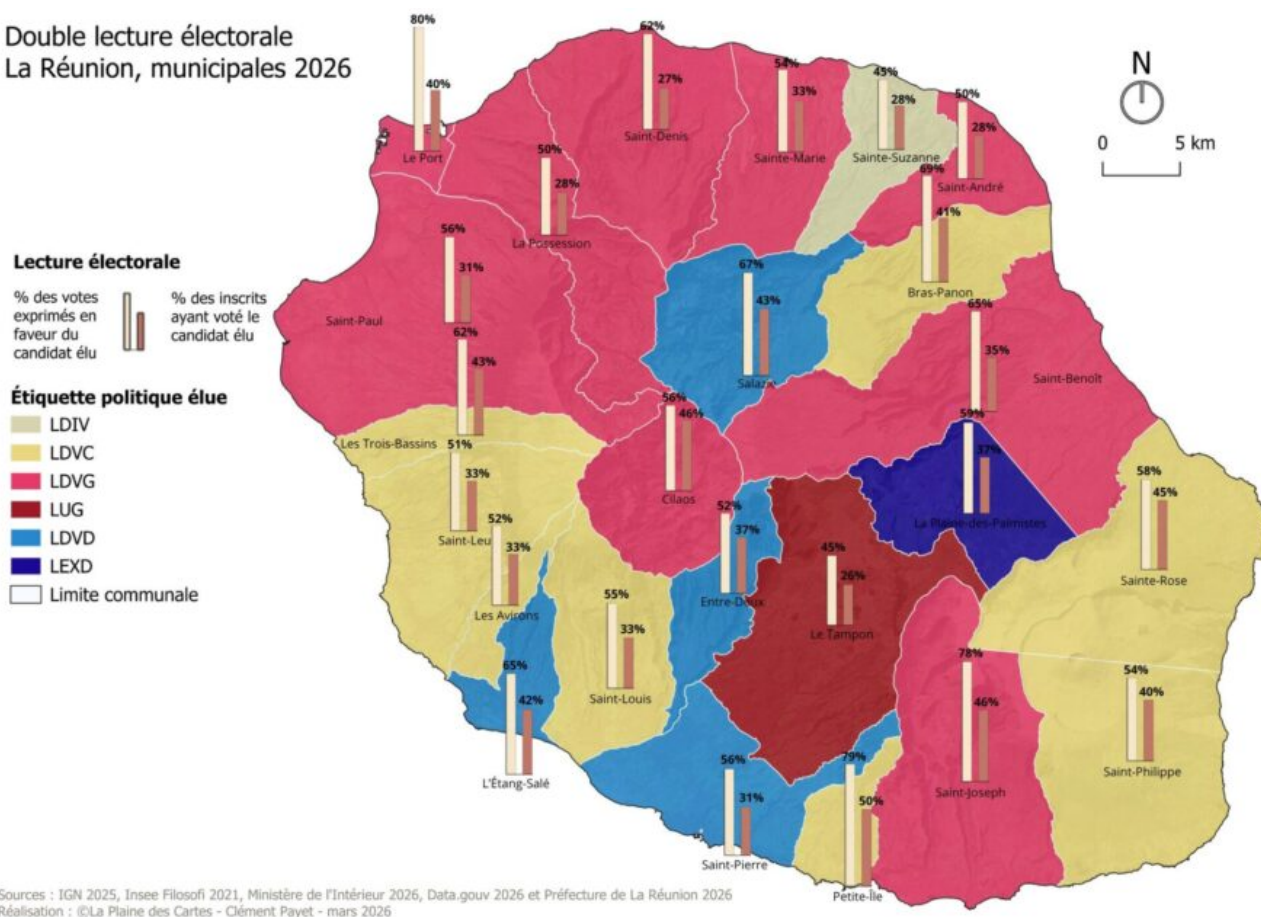 Double lecture électorale
La Réunion, municipales 2026
N
0 5 km
Lecture électorale
% des votes
exprimés en
faveur du
candidat élu
% des inscrits
ayant voté le
candidat élu
Étiquette politique élue
LDIV
LDVC
LDVG
LUG
LDVD
LEXD
Limite communale
80%
40%
Le Port
62%
27%
Saint-Denis
54%
33%
Sainte-Marie
45%
28%
Sainte-Suzanne
50%
28%
Saint-André
50%
28%
La Possession
69%
41%
Bras-Panon
56%
31%
Saint-Paul
67%
43%
Salazie
65%
35%
Saint-Benoît
62%
43%
Les Trois-Bassins
56%
46%
Cilaos
59%
37%
La Plaine-des-Palmistes
51%
33%
Saint-Leu
58%
45%
Sainte-Rose
52%
33%
Les Avirons
52%
37%
Entre-Deux
45%
26%
Le Tampon
55%
33%
Saint-Louis
65%
42%
L'Étang-Salé
78%
46%
Saint-Joseph
54%
40%
Saint-Philippe
56%
31%
Saint-Pierre
79%
50%
Petite-Île
Sources : IGN 2025, Insee Filosofi 2021, Ministère de l'Intérieur 2026, Data.gouv 2026 et Préfecture de La Réunion 2026
Réalisation : ©La Plaine des Cartes - Clément Payet - mars 2026